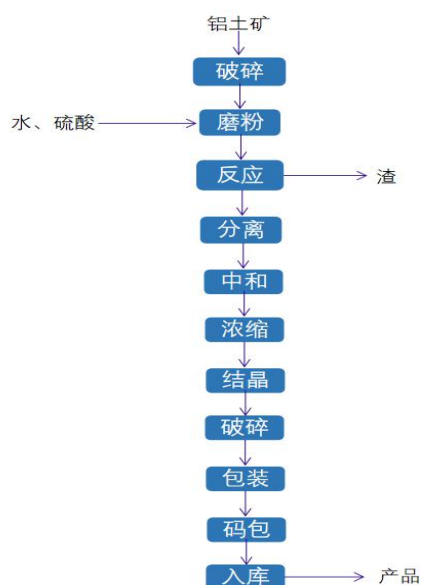 铝土矿
破碎
水、硫酸
磨粉
反应
渣
分离
中和
浓缩
结晶
破碎
包装
码包
入库
产品